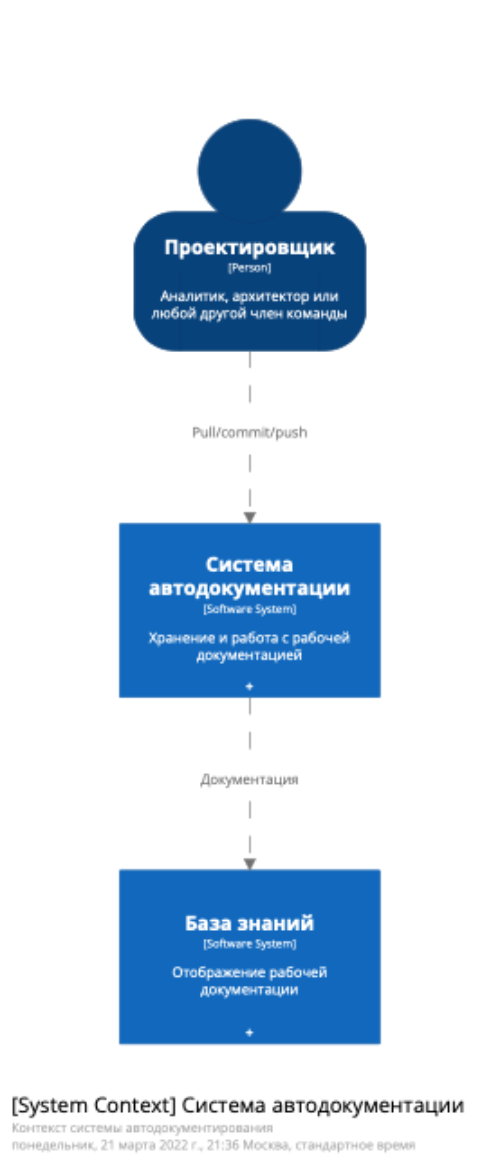 Проектировщик
[Person]
Аналитик, архитектор или
любой другой член команды
Pull/commit/push
Система
автодокументации
[Software System]
Хранение и работа с рабочей
документацией
+
Документация
База знаний
[Software System]
Отображение рабочей
документации
+
[System Context] Система автодокументации
Контекст системы автодокументирования
понедельник, 21 марта 2022 г., 21:36 Москва, стандартное время